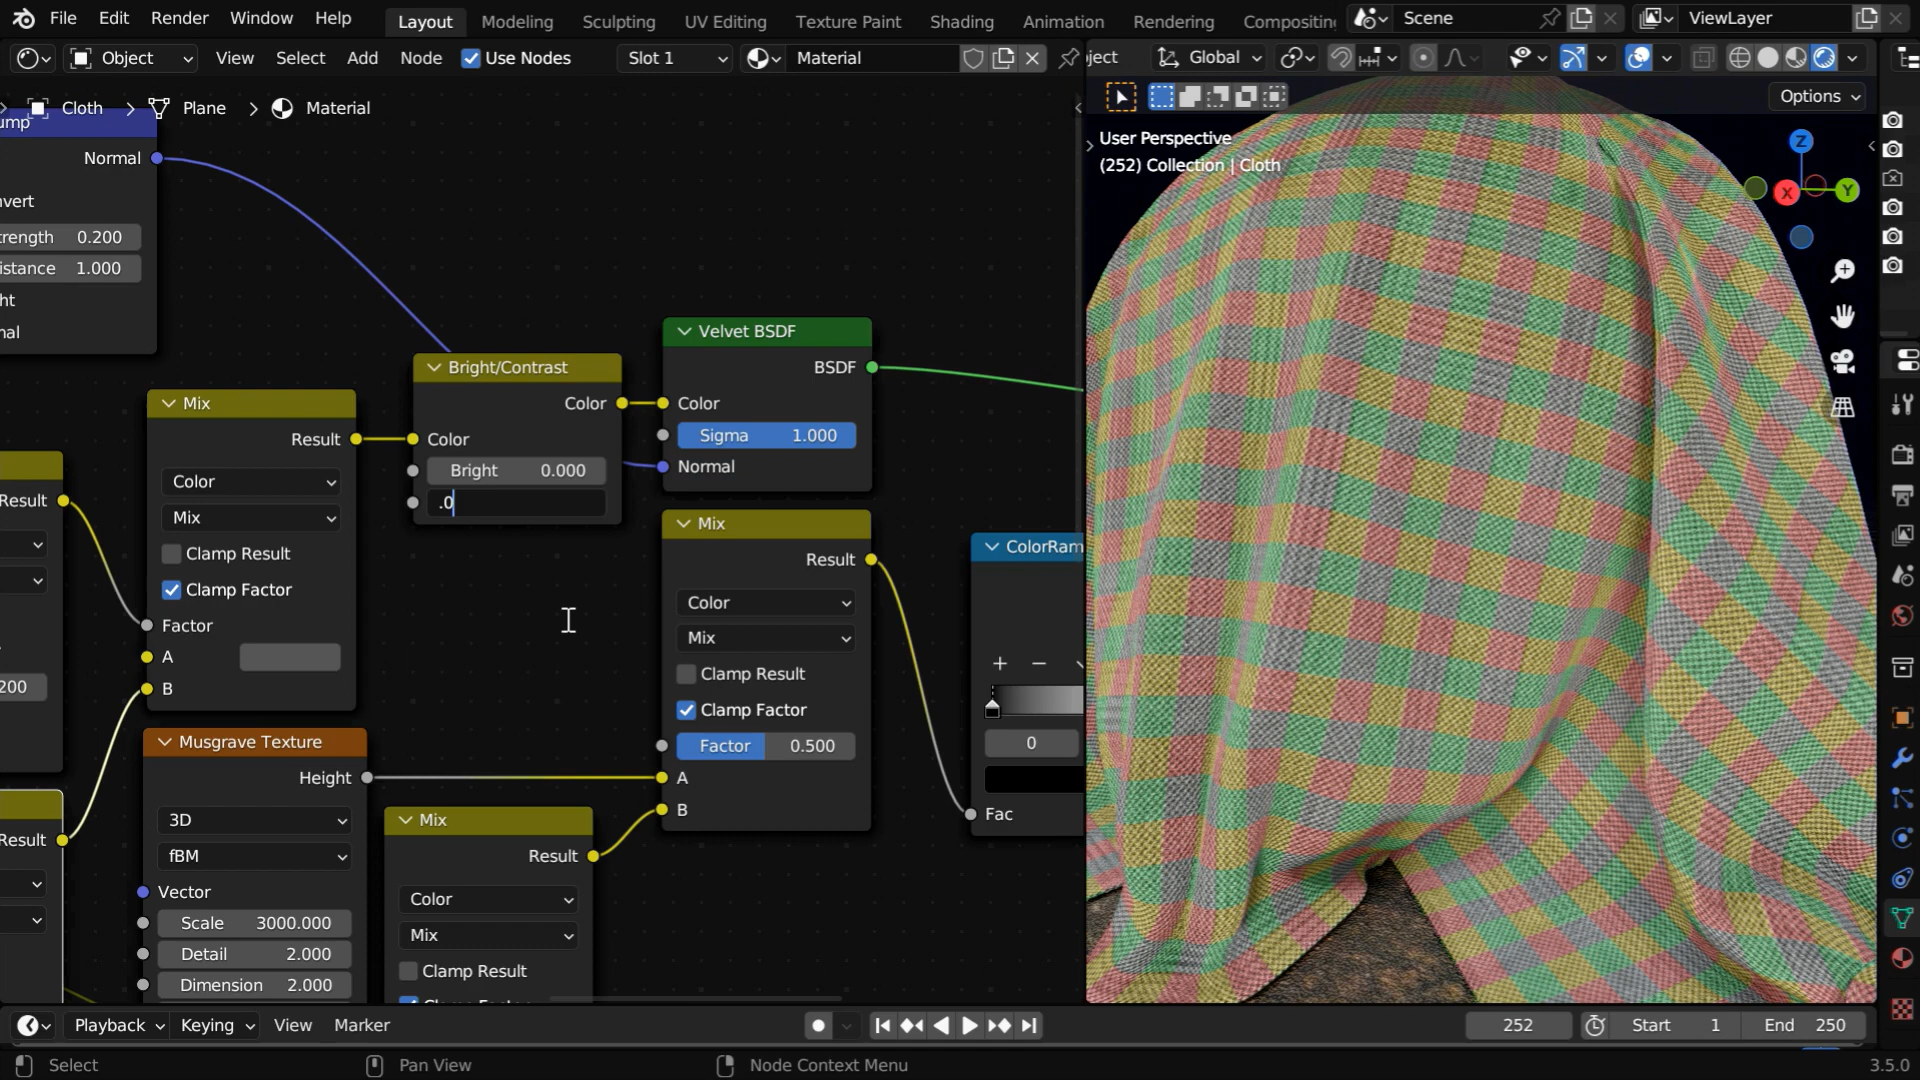 File Edit Render Window Help Layout Modeling Sculpting UV Editing Texture Paint Shading Animation Rendering Compositin Scene ViewLayer
Object View Select Add Node Use Nodes Slot 1 Material ject Global
Cloth > Plane > Material Options
ump
Normal
nvert
trength 0.200
istance 1.000
ht
nal
User Perspective
(252) Collection | Cloth
Z
X
Y
Result
200
Result
Mix
Result
Color
Mix
Clamp Result
Clamp Factor
Factor
A
B
Bright/Contrast
Color
Color
Bright 0.000
.0
Velvet BSDF
BSDF
Color
Sigma 1.000
Normal
Mix
Result
Color
Mix
Clamp Result
Clamp Factor
Factor 0.500
A
B
ColorRam
+ −
0
Fac
Musgrave Texture
Height
3D
fBM
Vector
Scale 3000.000
Detail 2.000
Dimension 2.000
Mix
Result
Color
Mix
Clamp Result
Playback Keying View Marker 252 Start 1 End 250
Select Pan View Node Context Menu 3.5.0